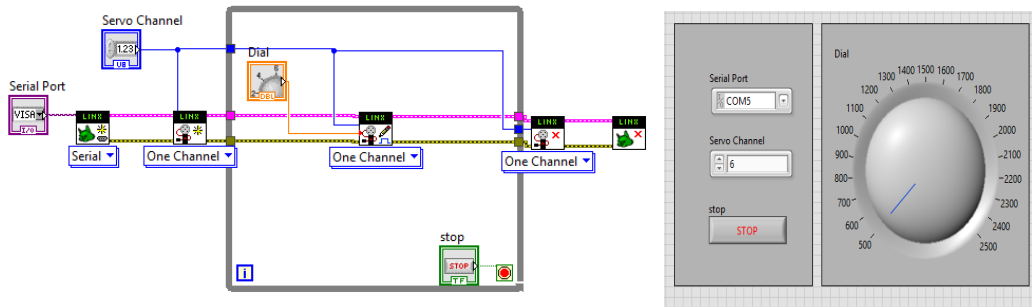 Servo Channel
1.23
U8
Dial
DBL
Serial Port
VISA
I/O
LINX
LINX
LINX
LINX
LINX
Serial
One Channel
One Channel
One Channel
stop
STOP
TF
i
Serial Port
COM5
Servo Channel
6
stop
STOP
Dial
500
600
700
800
900
1000
1100
1200
1300
1400
1500
1600
1700
1800
1900
2000
2100
2200
2300
2400
2500